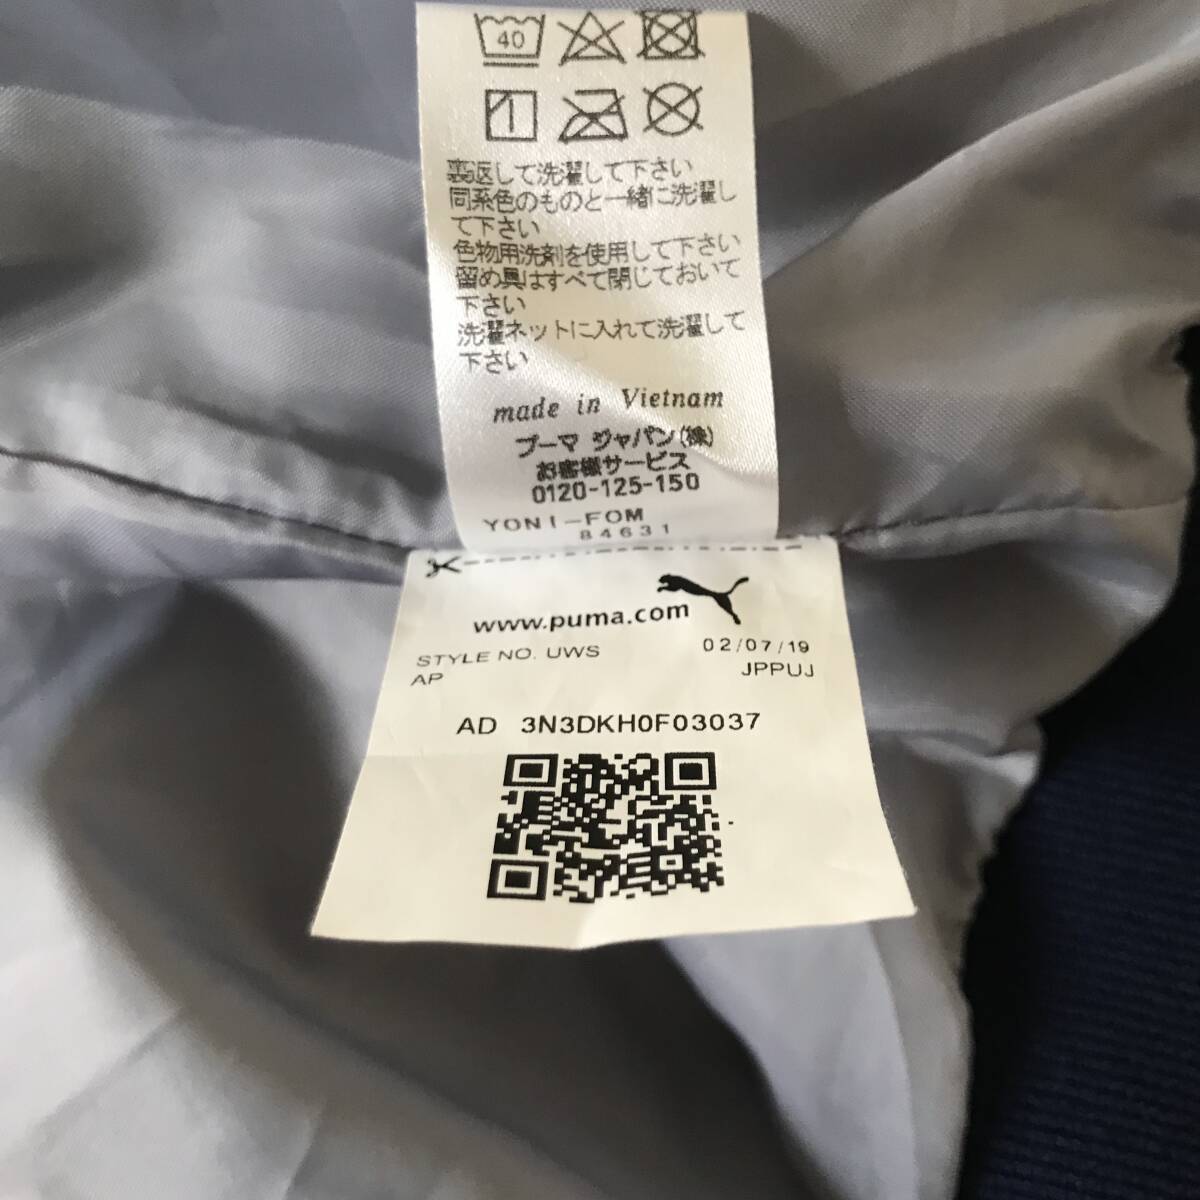 40
裏返して洗濯して下さい
同系色のものと一緒に洗濯し
て下さい
色物用洗剤を使用して下さい
留め具はすべて閉じておいて
下さい
洗濯ネットに入れて洗濯して
下さい
made in Vietnam
プーマ ジャパン(株)
お客様サービス
0120-125-150
YONI-FOM
84631
www.puma.com
STYLE NO. UWS
AP
02/07/19
JPPUJ
AD 3N3DKH0F03037